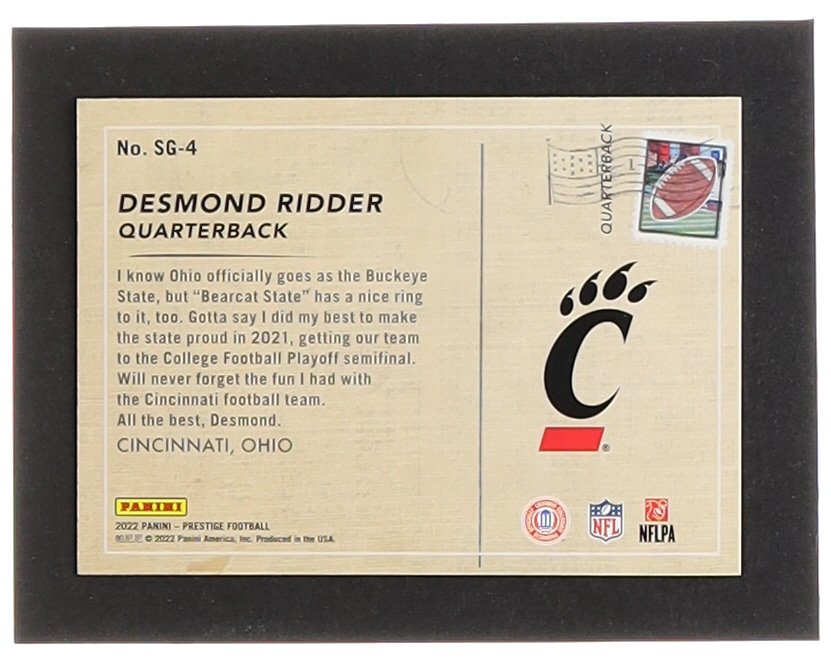 No. SG-4
DESMOND RIDDER
QUARTERBACK
I know Ohio officially goes as the Buckeye
State, but “Bearcat State” has a nice ring
to it, too. Gotta say I did my best to make
the state proud in 2021, getting our team
to the College Football Playoff semifinal.
Will never forget the fun I had with
the Cincinnati football team.
All the best, Desmond.
CINCINNATI, OHIO
PANINI
2022 PANINI – PRESTIGE FOOTBALL
© 2022 Panini America, Inc. Produced in the USA.
QUARTERBACK
C
®
NFL
NFLPA